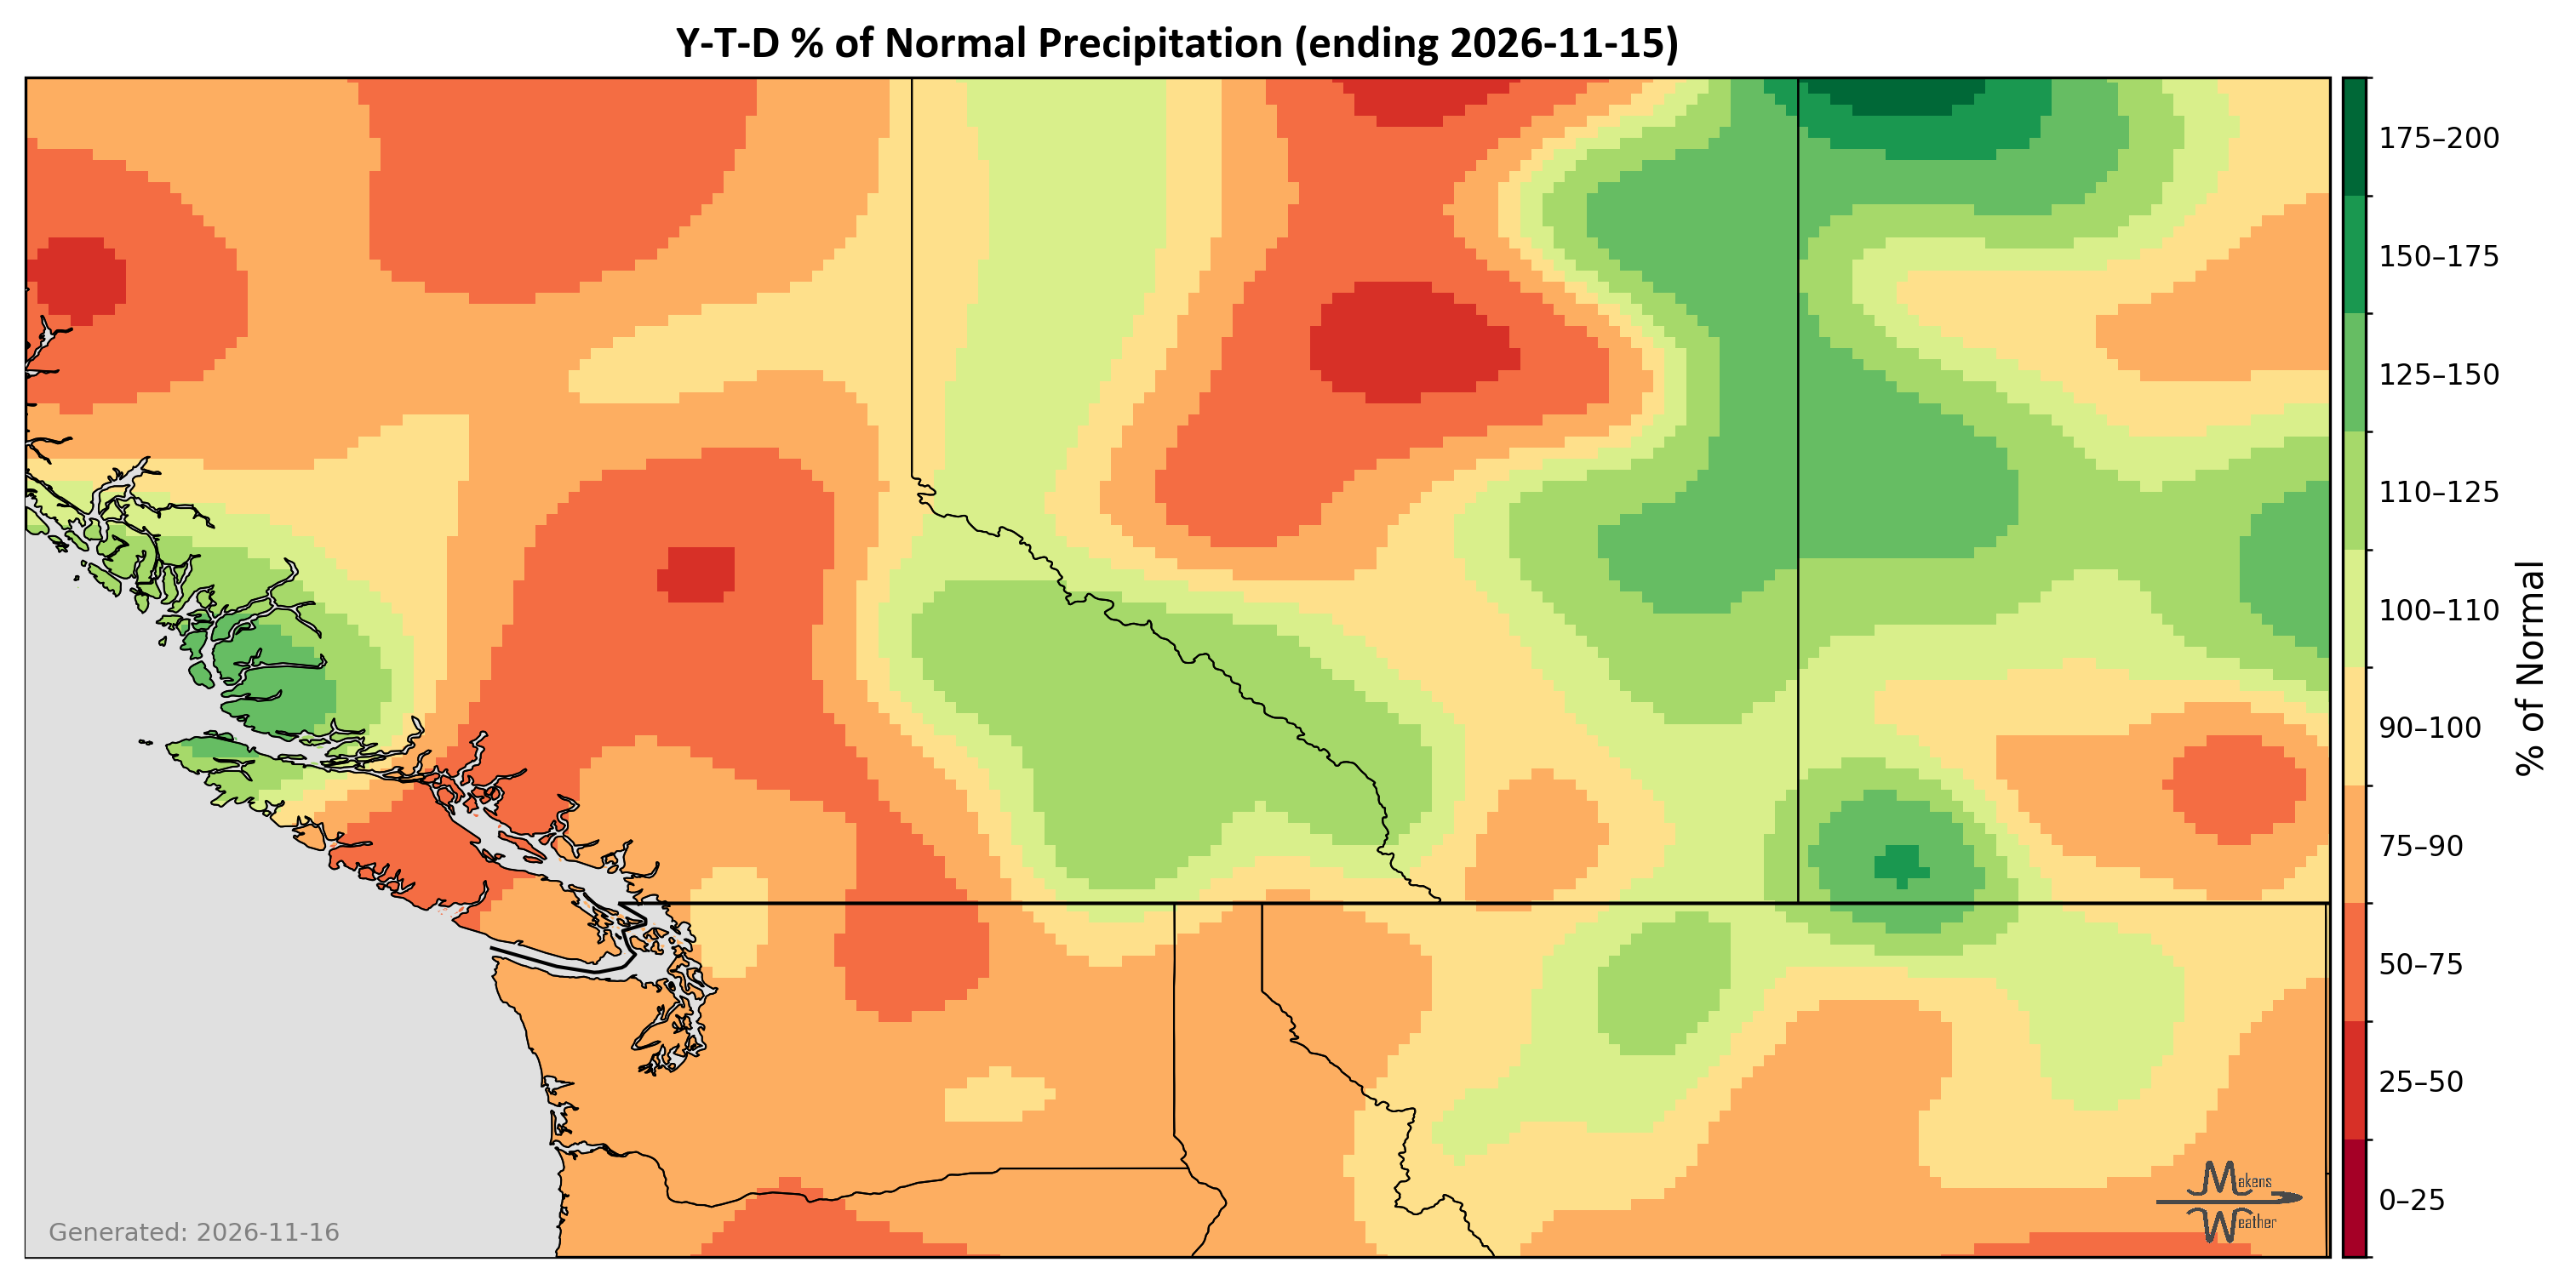 Y-T-D % of Normal Precipitation (ending 2026-11-15)
175–200
150–175
125–150
110–125
100–110
90–100
75–90
50–75
25–50
0–25
% of Normal
Makens
Weather
Generated: 2026-11-16